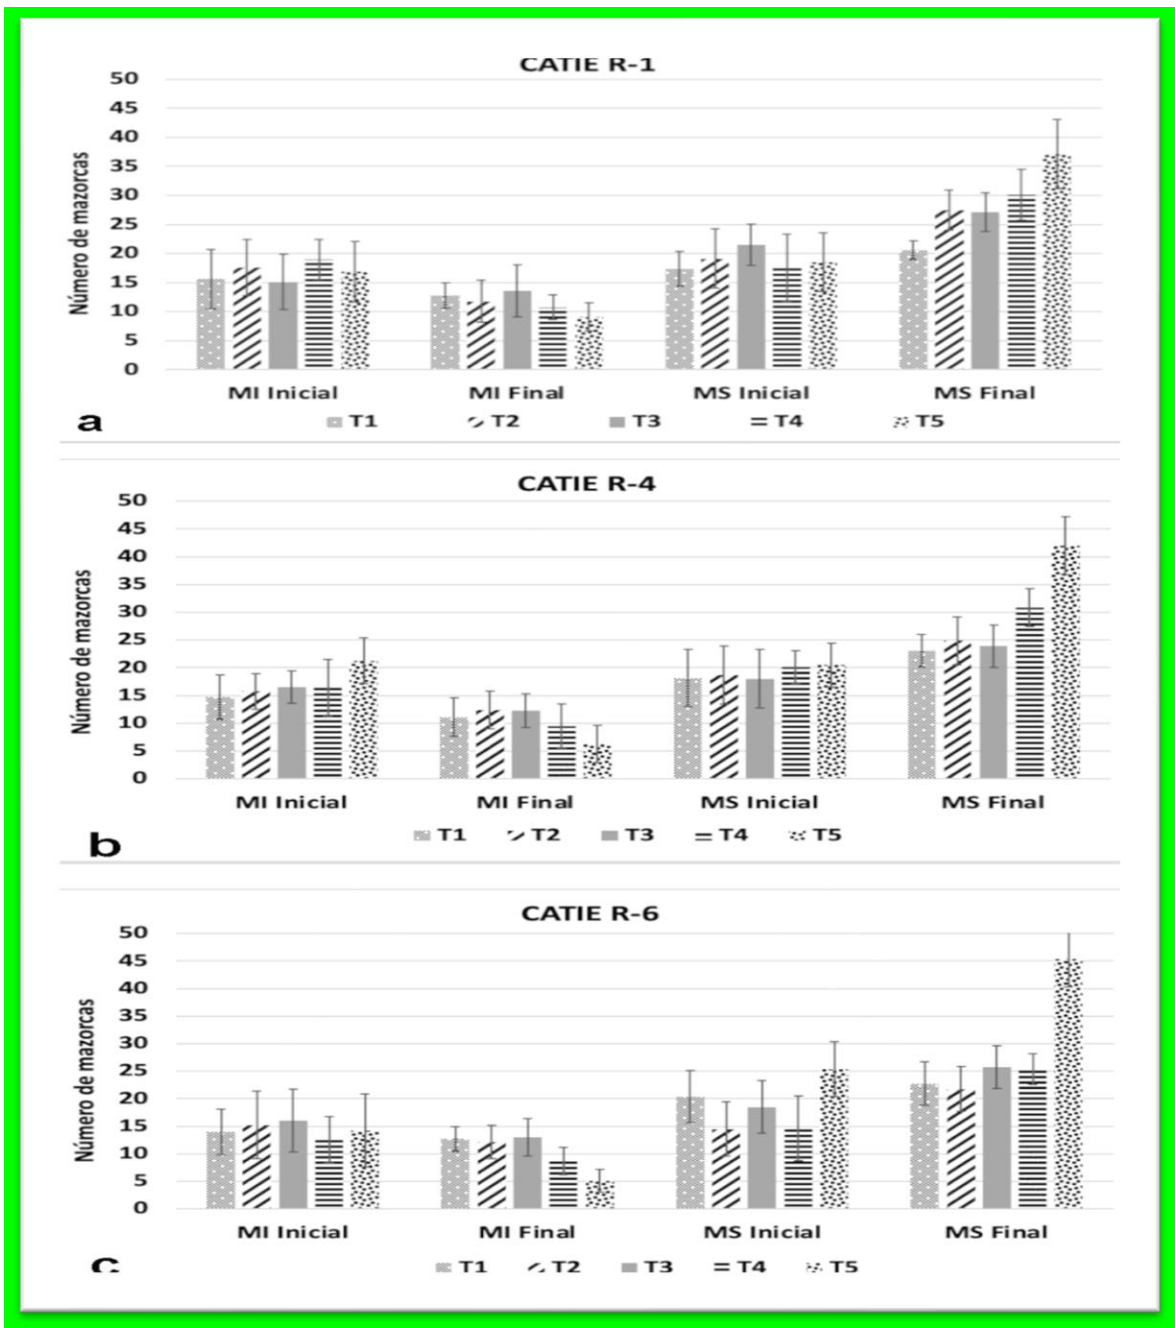 CATIE R-1
50
45
40
35
30
25
20
15
10
5
0
Número de mazorcas
MI Inicial MI Final MS Inicial MS Final
a T1 T2 T3 T4 T5
CATIE R-4
50
45
40
35
30
25
20
15
10
5
0
Número de mazorcas
MI Inicial MI Final MS Inicial MS Final
T1 T2 T3 T4 T5
b
CATIE R-6
50
45
40
35
30
25
20
15
10
5
0
Número de mazorcas
MI Inicial MI Final MS Inicial MS Final
c T1 T2 T3 T4 T5